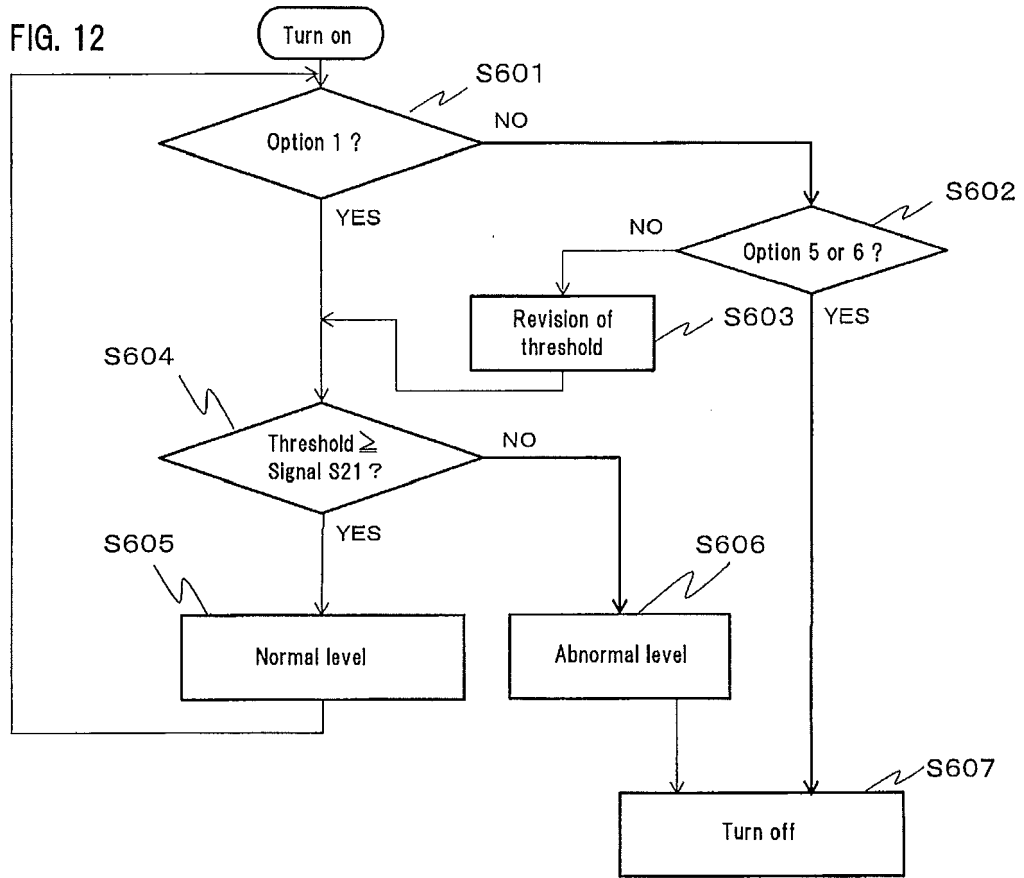 FIG. 12
Turn on
S601
Option 1 ?
NO
YES
S602
NO
Option 5 or 6 ?
YES
Revision of
threshold
S603
S604
Threshold ≧
Signal S21 ?
NO
YES
S605
Normal level
S606
Abnormal level
S607
Turn off